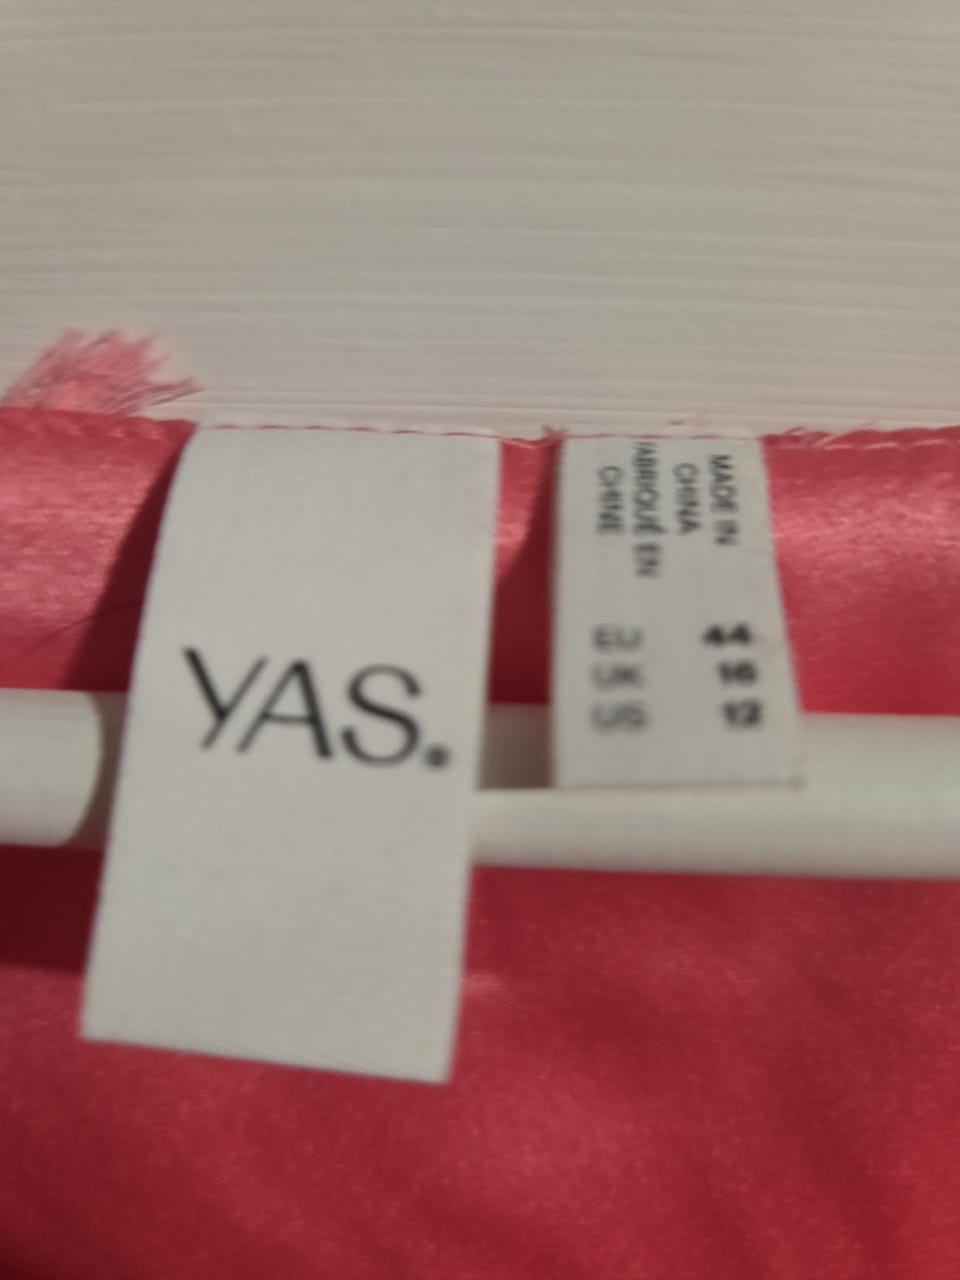 YAS.
MADE IN
CHINA
FABRIQUÉ EN
CHINE
EU 44
UK 16
US 12